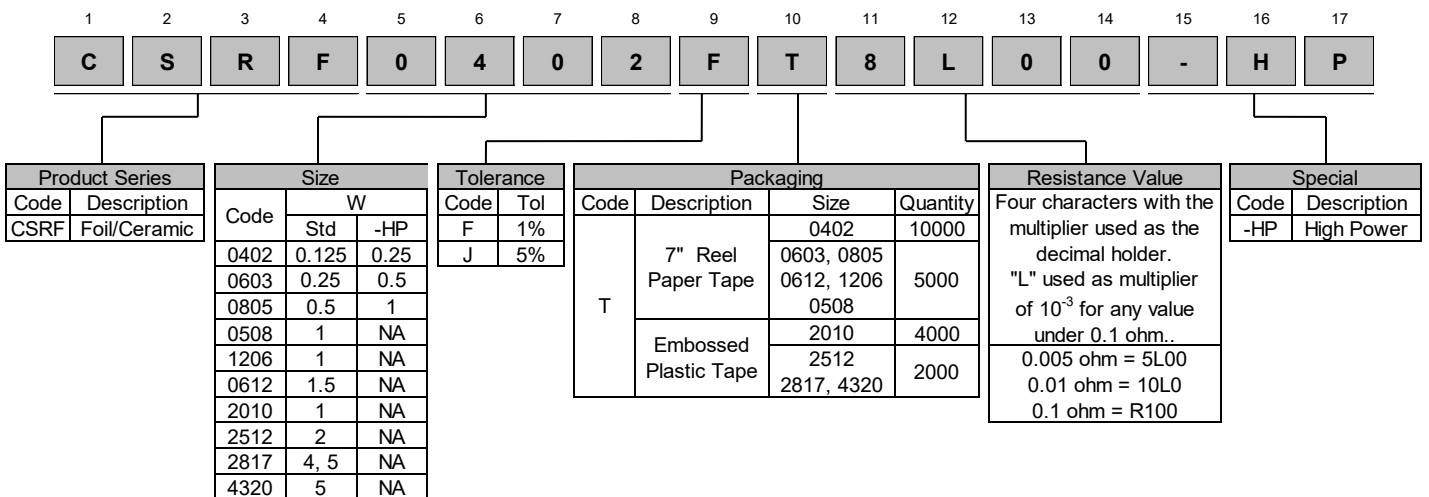 1 2 3 4 5 6 7 8 9 10 11 12 13 14 15 16 17
C S R F 0 4 0 2 F T 8 L 0 0 - H P
Product Series
Code Description
CSRF Foil/Ceramic
Size
Code W
Std -HP
0402 0.125 0.25
0603 0.25 0.5
0805 0.5 1
0508 1 NA
1206 1 NA
0612 1.5 NA
2010 1 NA
2512 2 NA
2817 4, 5 NA
4320 5 NA
Tolerance
Code Tol
F 1%
J 5%
Packaging
Code Description Size Quantity
T
7" Reel
Paper Tape
0402 10000
0603, 0805
0612, 1206
0508
5000
Embossed
Plastic Tape
2010 4000
2512
2817, 4320
2000
Resistance Value
Four characters with the
multiplier used as the
decimal holder.
"L" used as multiplier
of 10⁻³ for any value
under 0.1 ohm..
0.005 ohm = 5L00
0.01 ohm = 10L0
0.1 ohm = R100
Special
Code Description
-HP High Power